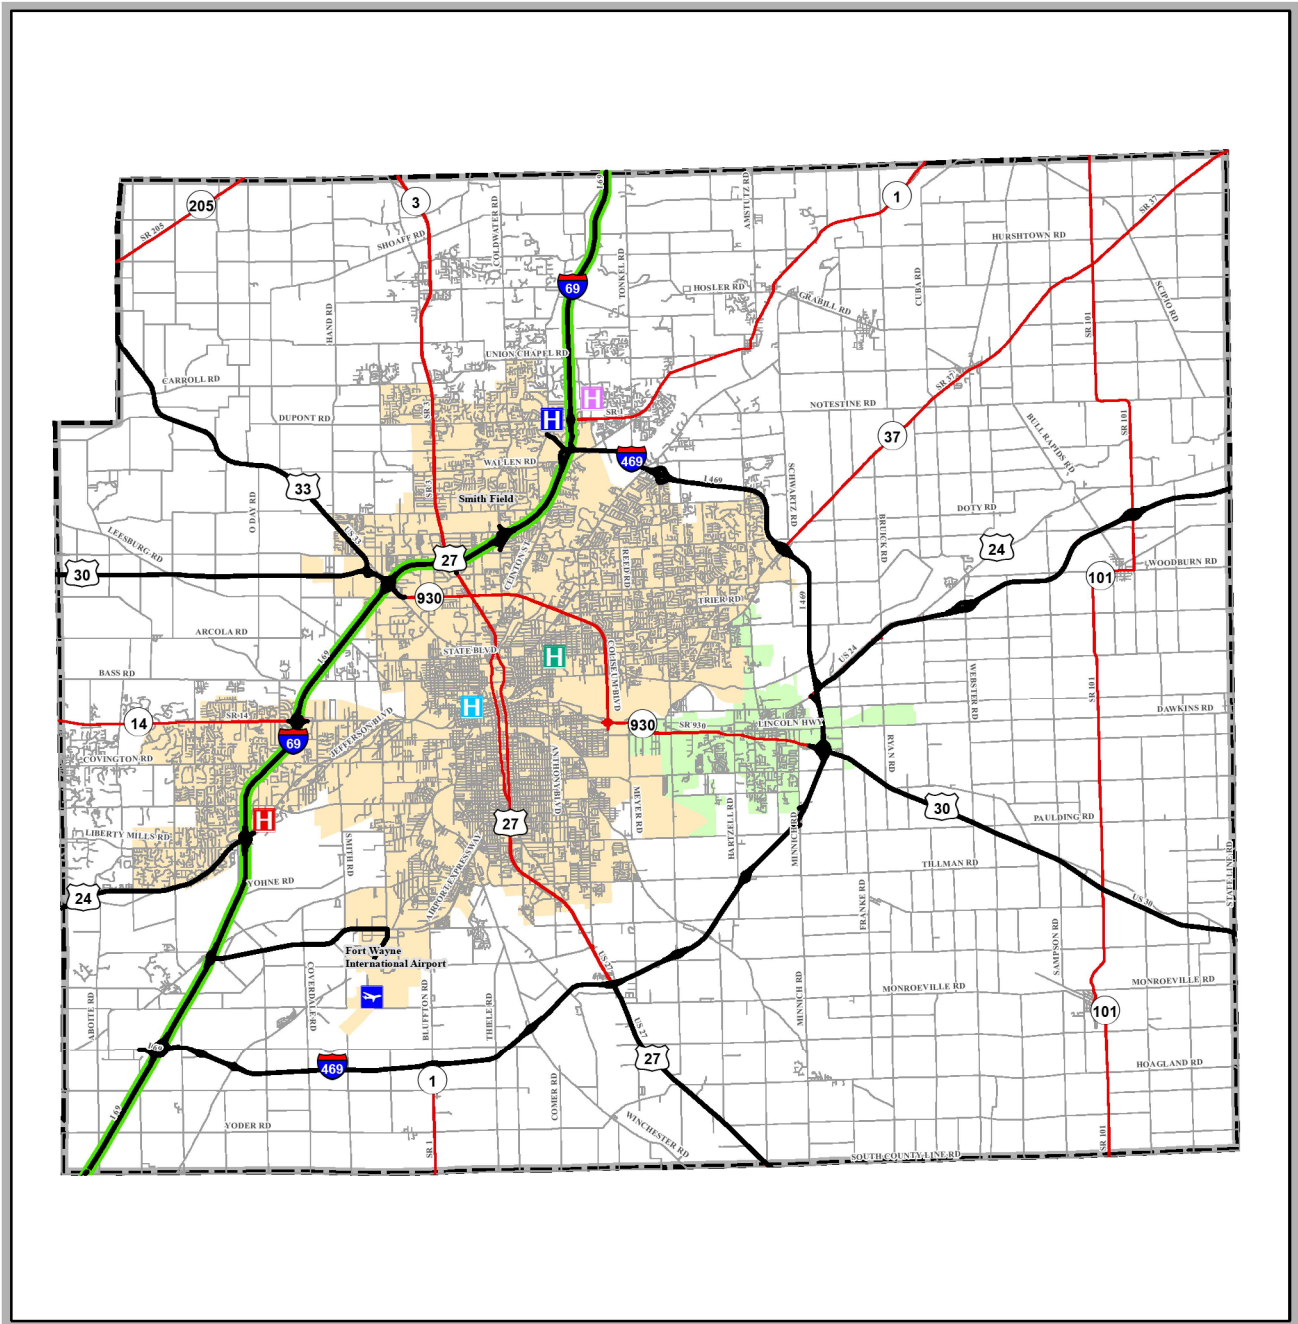 205
SR 205
3
SHOAFF RD
COLDWATER RD
I 69
TONKEL RD
AMSTUTZ RD
1
SR 37
HURSHTOWN RD
CUBA RD
SCIPIO RD
69
HOSLER RD
GRABILL RD
HAND RD
SR 101
UNION CHAPEL RD
CARROLL RD
SR 37
DUPONT RD
SR 3
H
H
SR 1
NOTESTINE RD
SR 101
BULL RAPIDS RD
37
WALLEN RD
469
I 469
SCHWARTZ RD
33
SR 3
Smith Field
O DAY RD
DOTY RD
US 33
BRUICK RD
24
LEESBURG RD
27
CLINTON ST
REED RD
WOODBURN RD
30
101
930
TRIER RD
I 469
ARCOLA RD
STATE BLVD
H
COLISEUM BLVD
US 24
I 69
BASS RD
WEBSTER RD
SR 101
H
DAWKINS RD
14
SR 14
JEFFERSON BLVD
930
SR 930
LINCOLN HWY
69
RYAN RD
COVINGTON RD
ANTHONY BLVD
MEYER RD
30
PAULDING RD
H
27
HARTZELL RD
MINNICH RD
LIBERTY MILLS RD
SMITH RD
AIRPORT EXPRESSWAY
TILLMAN RD
STATE LINE RD
YOHNE RD
24
FRANKE RD
US 30
SAMPSON RD
Fort Wayne
International Airport
US 27
COVERDALE RD
MINNICH RD
MONROEVILLE RD
MONROEVILLE RD
ABOITE RD
BLUFFTON RD
THIELE RD
101
US 27
I 69
27
469
HOAGLAND RD
1
COMER RD
I 69
YODER RD
WINCHESTER RD
SR 1
SR 101
SOUTH COUNTY LINE RD